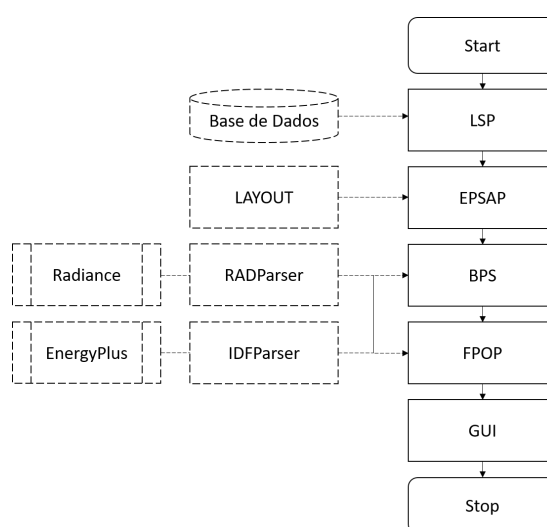 Start
Base de Dados
LSP
LAYOUT
EPSAP
Radiance
RADParser
BPS
EnergyPlus
IDFParser
FPOP
GUI
Stop